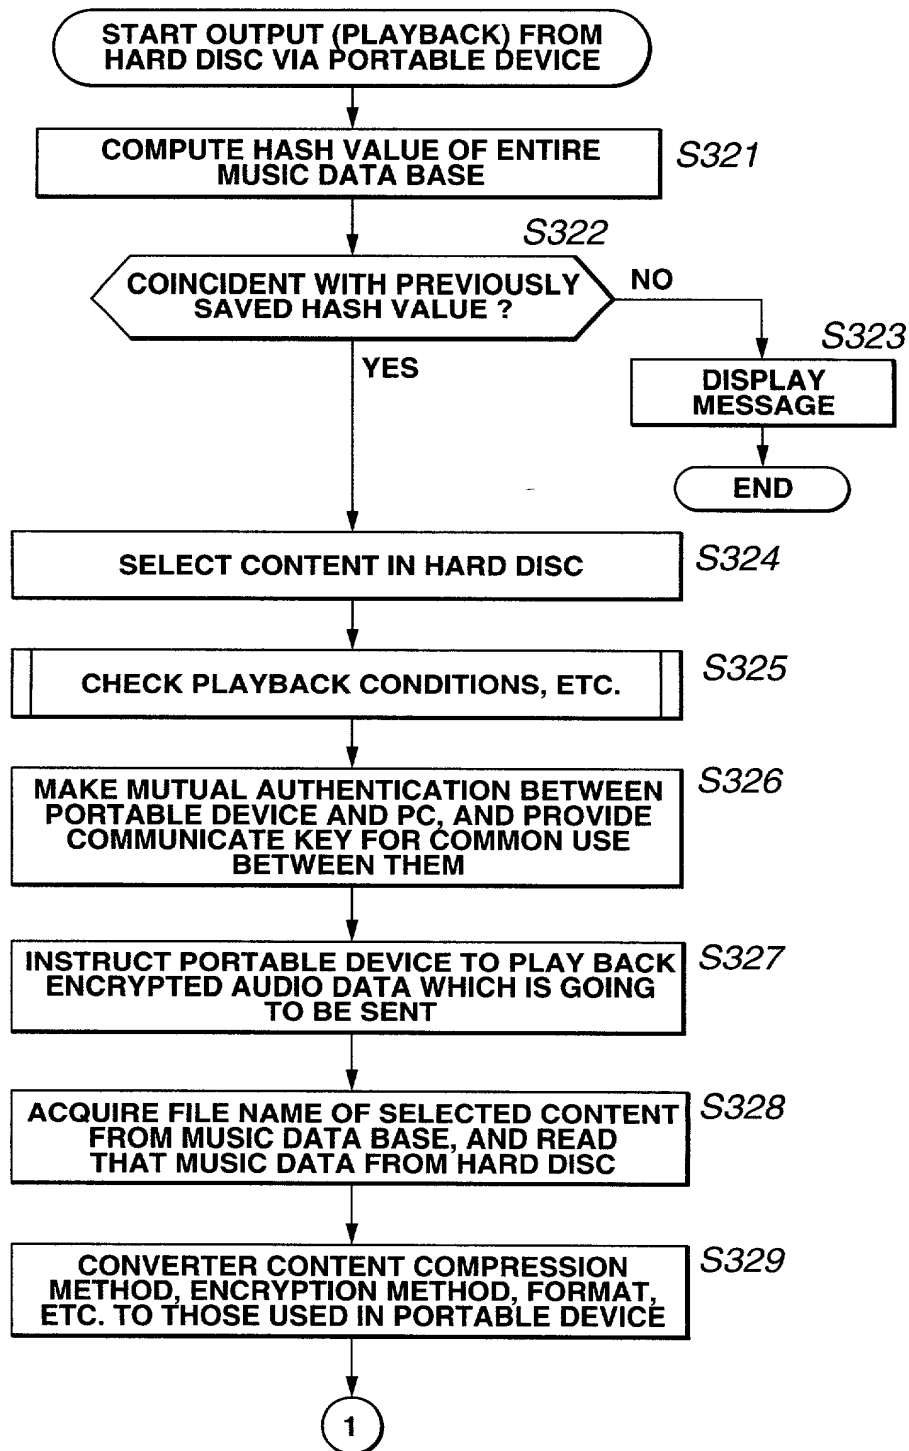 START OUTPUT (PLAYBACK) FROM
HARD DISC VIA PORTABLE DEVICE
COMPUTE HASH VALUE OF ENTIRE
MUSIC DATA BASE
S321
S322
COINCIDENT WITH PREVIOUSLY
SAVED HASH VALUE ?
NO
YES
S323
DISPLAY
MESSAGE
END
SELECT CONTENT IN HARD DISC
S324
CHECK PLAYBACK CONDITIONS, ETC.
S325
MAKE MUTUAL AUTHENTICATION BETWEEN
PORTABLE DEVICE AND PC, AND PROVIDE
COMMUNICATE KEY FOR COMMON USE
BETWEEN THEM
S326
INSTRUCT PORTABLE DEVICE TO PLAY BACK
ENCRYPTED AUDIO DATA WHICH IS GOING
TO BE SENT
S327
ACQUIRE FILE NAME OF SELECTED CONTENT
FROM MUSIC DATA BASE, AND READ
THAT MUSIC DATA FROM HARD DISC
S328
CONVERTER CONTENT COMPRESSION
METHOD, ENCRYPTION METHOD, FORMAT,
ETC. TO THOSE USED IN PORTABLE DEVICE
S329
1